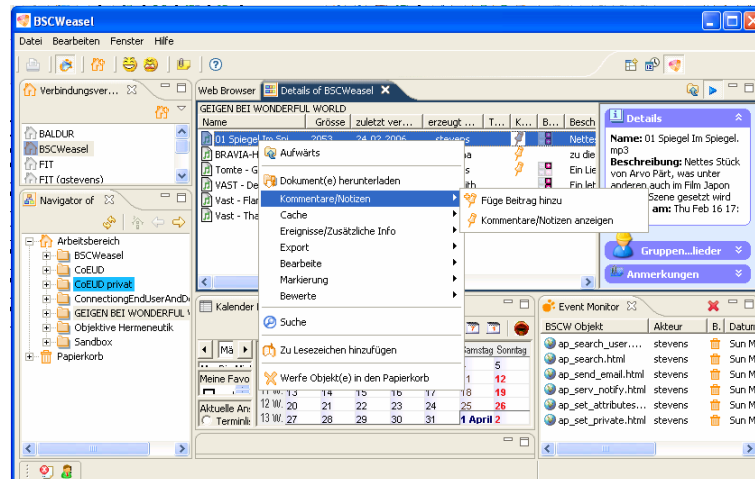 BSCWeasel
Datei Bearbeiten Fenster Hilfe
Verbindungsver...
BALDUR
BSCWeasel
FIT
FIT (gstevens)
Navigator of
Arbeitsbereich
BSCWeasel
CoEUD
CoEUD privat
ConnectiongEndUserAndD
GEIGEN BEI WONDERFUL
Objektive Hermeneutik
Sandbox
Papierkorb
Web Browser Details of BSCWeasel
GEIGEN BEI WONDERFUL WORLD
Name Grösse zuletzt ver... erzeugt T... K... B... Besch
01 Spiegel Im Spi... 2053 24.02.2006 stevens Nettes
BRAVIA-H zu die
Tomte - G Ein Lie
VAST - De Ein let
Vast - Flar
Vast - Tha
Aufwärts
Dokument(e) herunterladen
Kommentare/Notizen
Cache
Ereignisse/Zusätzliche Info
Export
Bearbeite
Markierung
Bewerte
Suche
Zu Lesezeichen hinzufügen
Werfe Objekt(e) in den Papierkorb
Füge Beitrag hinzu
Kommentare/Notizen anzeigen
Details
Name: 01 Spiegel Im Spiegel.
mp3
Beschreibung: Nettes Stück
von Arvo Pärt, was unter
anderen auch im Film Japon
Szene gesetzt wird
am: Thu Feb 16 17:
Gruppen...lieder
Anmerkungen
Kalender
Mä
Samstag Sonntag
5
Meine Favo 12
11 W. 13 14 15 16 17 18 19
Aktuelle An
12 W. 20 21 22 23 24 25 26
Terminli
13 W. 27 28 29 30 31 1 April 2
Event Monitor
BSCW Objekt Akteur B. Datum
ap_search_user.... stevens Sun M
ap_search.html stevens Sun M
ap_send_email.html stevens Sun M
ap_serv_notify.html stevens Sun M
ap_set_attributes... stevens Sun M
ap_set_private.html stevens Sun M